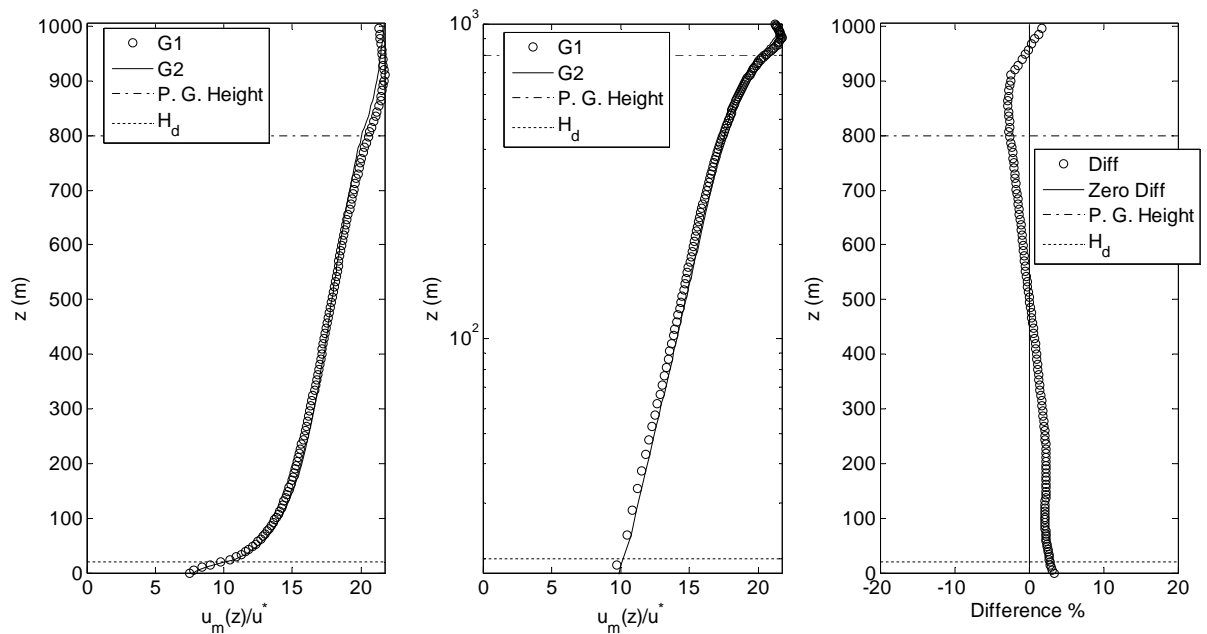 1000
900
800
700
600
500
400
300
200
100
0
z (m)
0 5 10 15 20
u_m(z)/u^*
G1
G2
P. G. Height
H_d
10^3
10^2
z (m)
0 5 10 15 20
u_m(z)/u^*
G1
G2
P. G. Height
H_d
1000
900
800
700
600
500
400
300
200
100
0
z (m)
-20 -10 0 10 20
Difference %
Diff
Zero Diff
P. G. Height
H_d